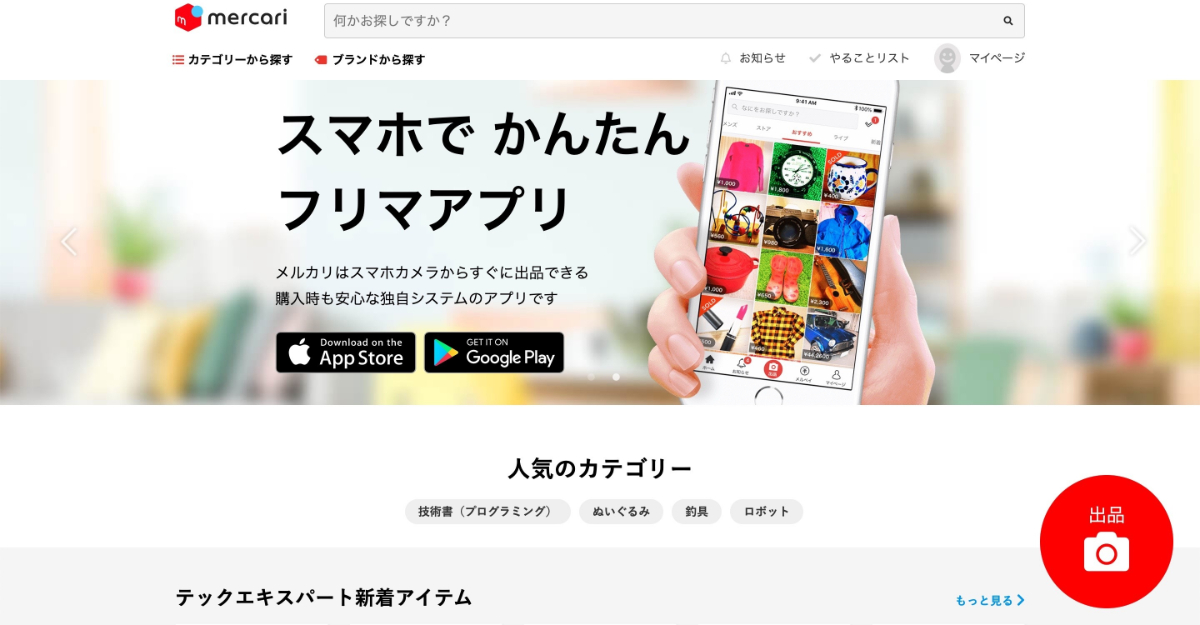 mercari
何かお探しですか？
カテゴリーから探す
ブランドから探す
お知らせ
やることリスト
マイページ
スマホで かんたん
フリマアプリ
メルカリはスマホカメラからすぐに出品できる
購入時も安心な独自システムのアプリです
Download on the
App Store
GET IT ON
Google Play
9:41 AM
100%
なにをお探しですか？
メンズ ストア おすすめ ライブ 新着
¥1,000 ¥1,800 SOLD ¥400
¥500 ¥980 ¥1,600
¥1,000 ¥650 ¥2,300
SOLD
ホーム お知らせ 出品 メルペイ マイページ
人気のカテゴリー
技術書（プログラミング）
ぬいぐるみ
釣具
ロボット
出品
テックエキスパート新着アイテム
もっと見る